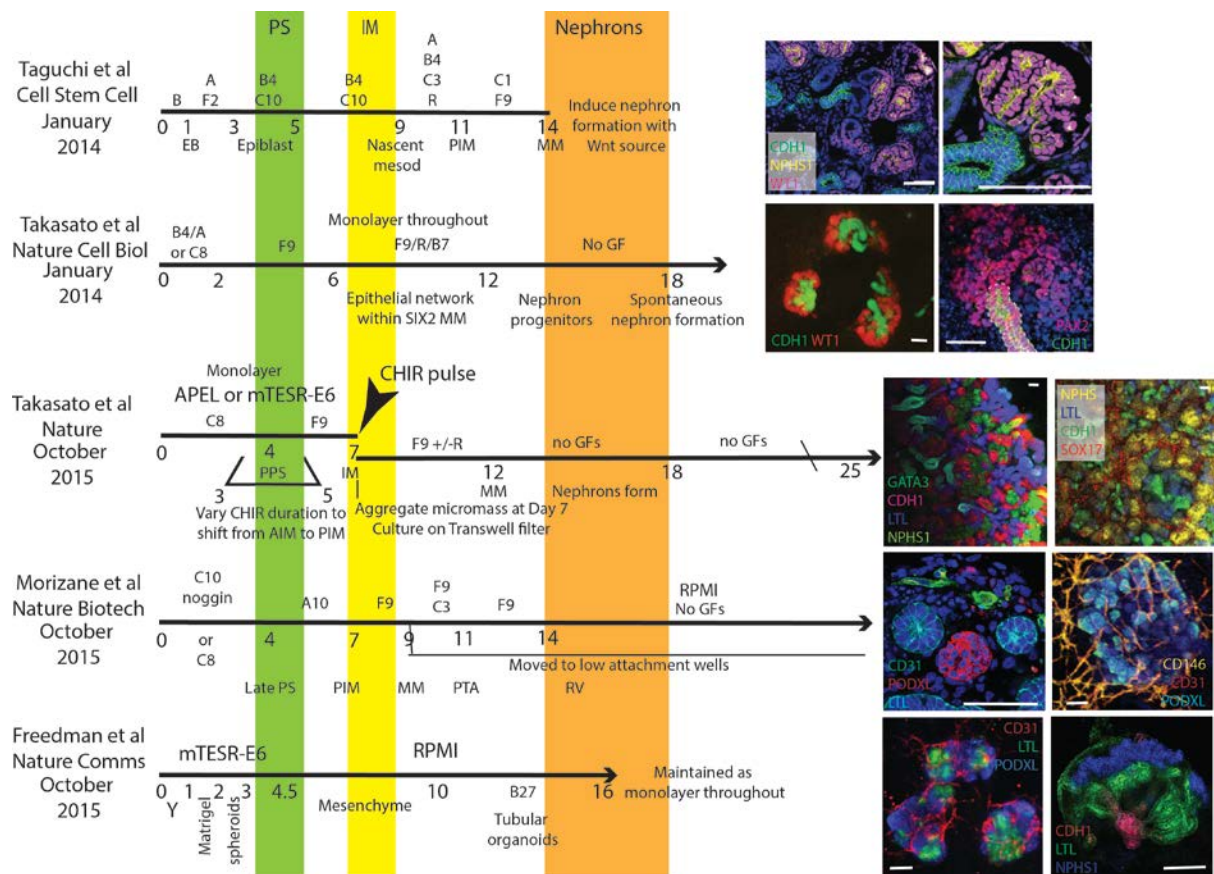 PS
IM
Nephrons
Taguchi et al
Cell Stem Cell
January
2014
A
B4
A B4 B4 C3 C1
B F2 C10 C10 R F9
0 1 3 5 9 11 14
EB Epiblast Nascent mesod PIM MM
Induce nephron
formation with
Wnt source
CDH1
NPHS1
WT1
Takasato et al
Nature Cell Biol
January
2014
B4/A
or C8
F9
Monolayer throughout
F9/R/B7
No GF
0 2 6 12 18
Epithelial network
within SIX2 MM
Nephron
progenitors
Spontaneous
nephron formation
CDH1 WT1
PAX2
CDH1
Takasato et al
Nature
October
2015
Monolayer
APEL or mTESR-E6
C8 F9
CHIR pulse
F9 +/-R
no GFs
no GFs
0 4 7 12 18 25
PPS IM MM Nephrons form
3 5
Vary CHIR duration to
shift from AIM to PIM
Aggregate micromass at Day 7
Culture on Transwell filter
GATA3
CDH1
LTL
NPHS1
NPHS
LTL
CDH1
SOX17
Morizane et al
Nature Biotech
October
2015
C10
noggin
A10 F9
F9
C3
F9
RPMI
No GFs
0 4 7 9 11 14
or
C8
Moved to low attachment wells
Late PS PIM MM PTA RV
CD31
PODXL
LTL
CD146
CD31
PODXL
Freedman et al
Nature Comms
October
2015
mTESR-E6
RPMI
0 1 2 3 4.5 10 B27 16
Y
Matrigel
spheroids
Mesenchyme
Tubular
organoids
Maintained as
monolayer throughout
CD31
LTL
PODXL
CDH1
LTL
NPHS1